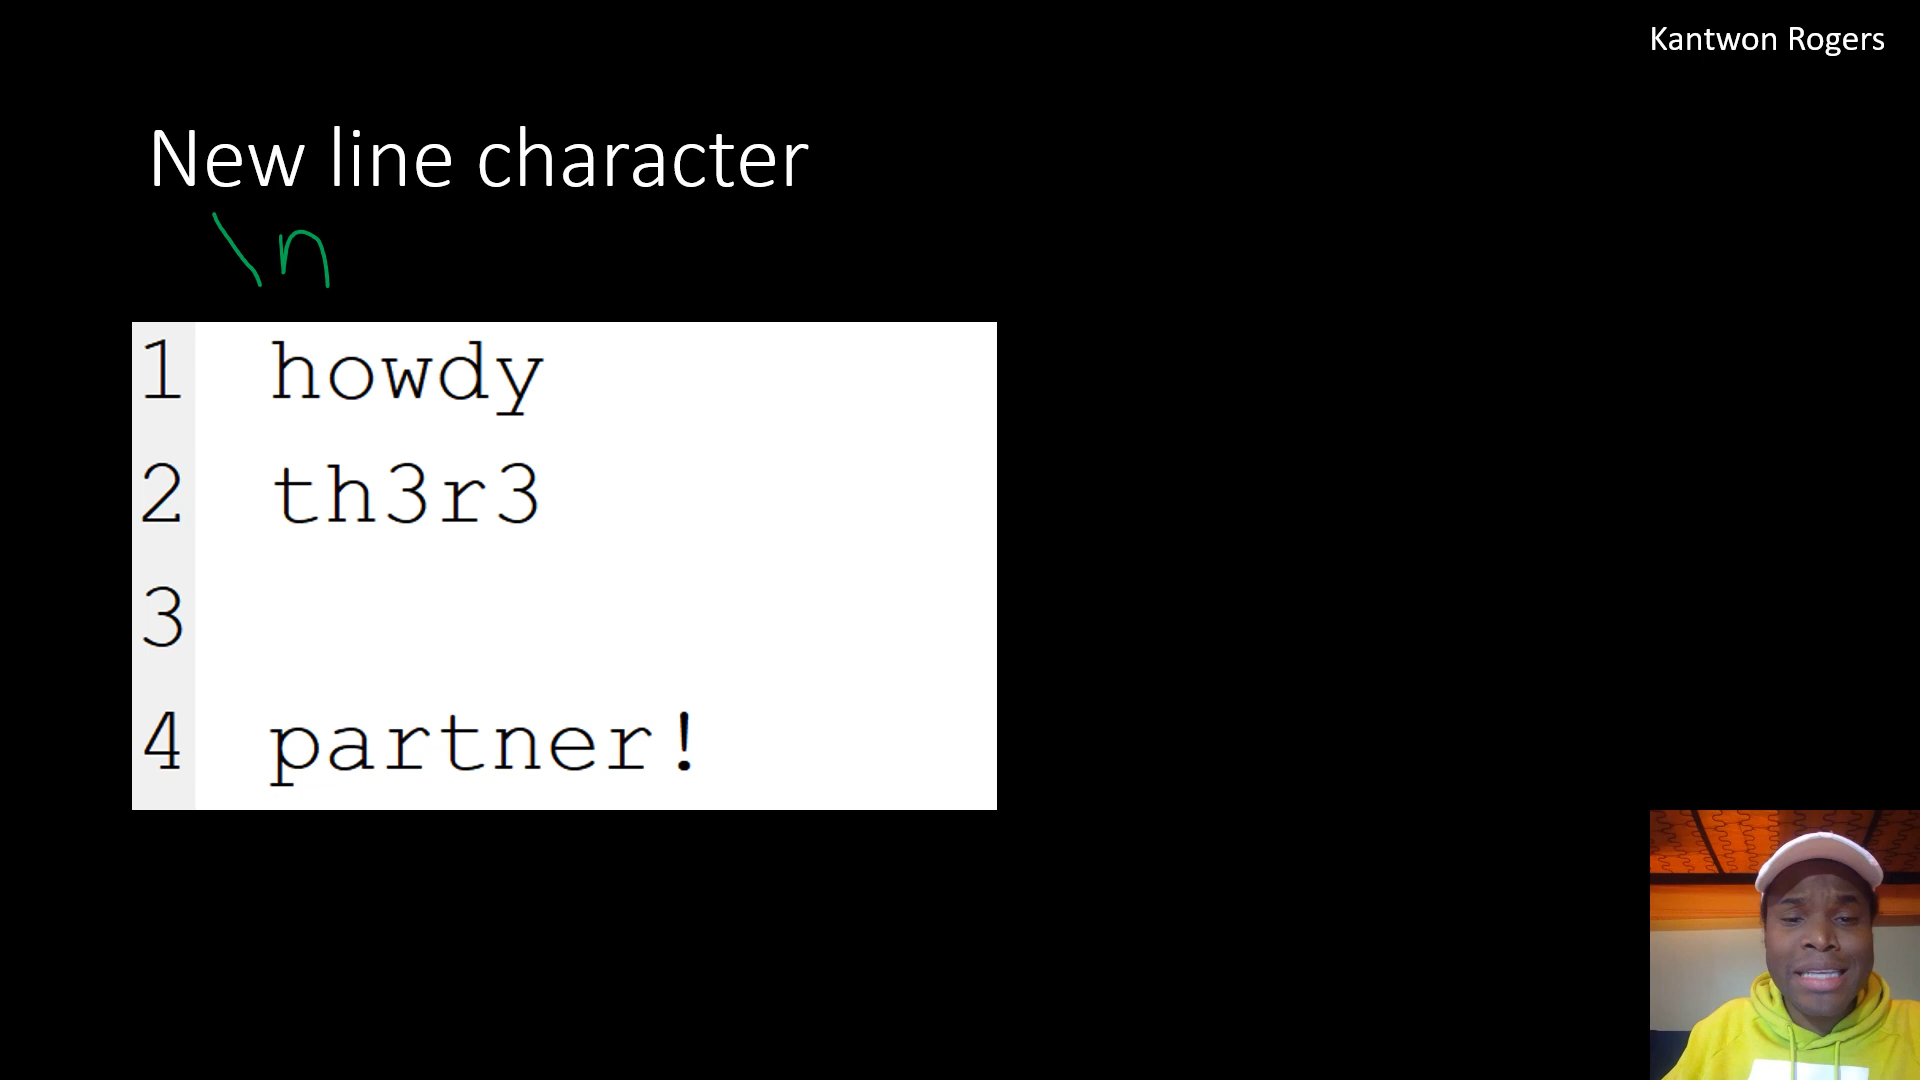 Kantwon Rogers
New line character
\n
1 howdy
2 th3r3
3
4 partner!